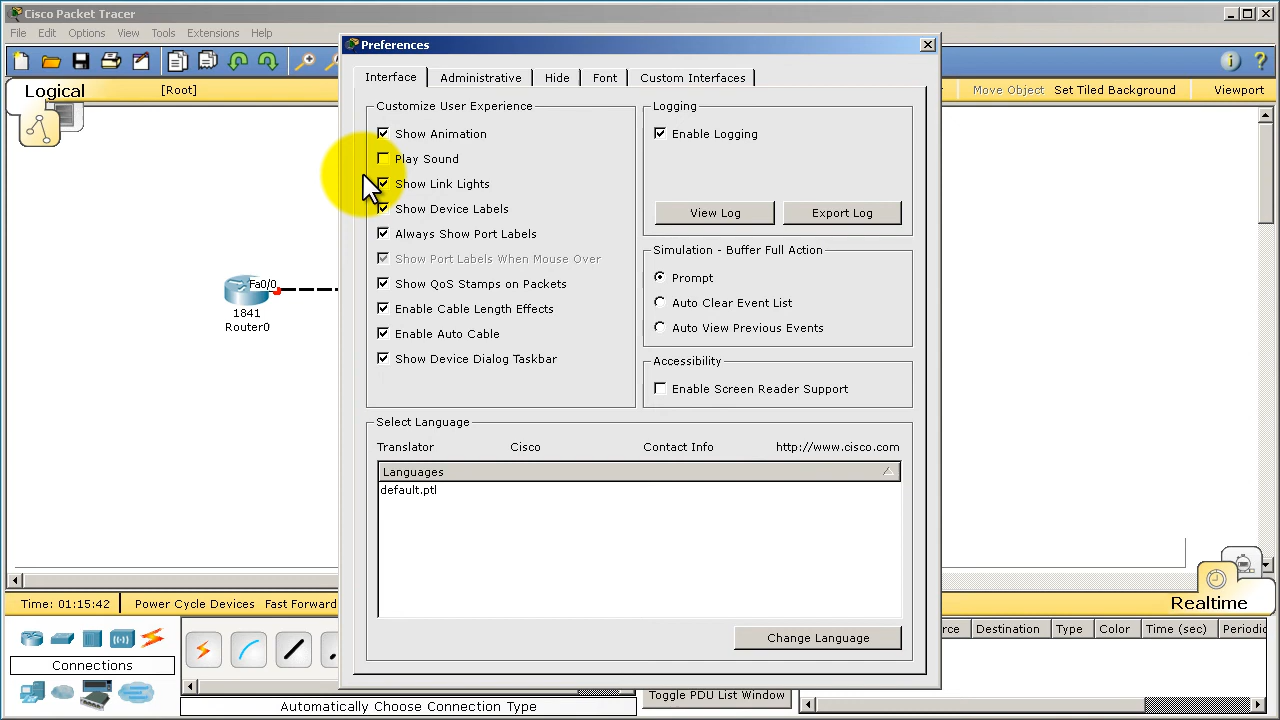 Cisco Packet Tracer
File Edit Options View Tools Extensions Help
Logical
[Root]
Move Object Set Tiled Background Viewport
Preferences
Interface Administrative Hide Font Custom Interfaces
Customize User Experience
Show Animation
Play Sound
Show Link Lights
Show Device Labels
Always Show Port Labels
Show Port Labels When Mouse Over
Show QoS Stamps on Packets
Enable Cable Length Effects
Enable Auto Cable
Show Device Dialog Taskbar
Logging
Enable Logging
View Log Export Log
Simulation - Buffer Full Action
Prompt
Auto Clear Event List
Auto View Previous Events
Accessibility
Enable Screen Reader Support
Select Language
Translator Cisco Contact Info http://www.cisco.com
Languages
default.ptl
Change Language
Fa0/0
1841
Router0
Time: 01:15:42 Power Cycle Devices Fast Forward
Realtime
Connections
Automatically Choose Connection Type
Toggle PDU List Window
Destination Type Color Time (sec)